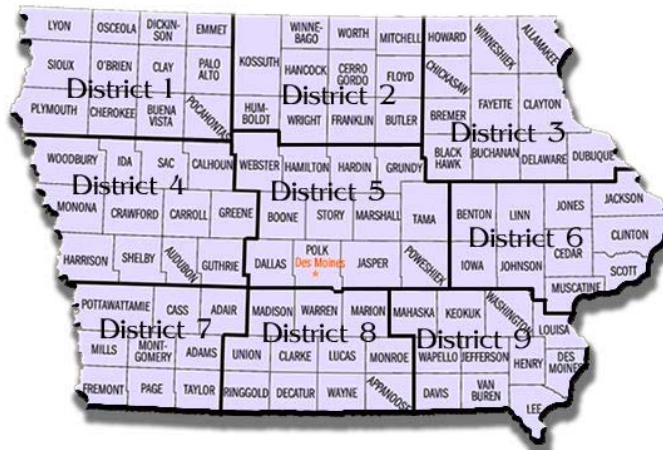 LYON
OSCEOLA
DICKIN-
SON
EMMET
SIOUX
O'BRIEN
CLAY
PALO
ALTO
District 1
PLYMOUTH
CHEROKEE
BUENA
VISTA
POCAHONTAS
KOSSUTH
WINNE-
BAGO
WORTH
MITCHELL
HANCOCK
CERRO
GORDO
FLOYD
District 2
HUM-
BOLDT
WRIGHT
FRANKLIN
BUTLER
HOWARD
WINNESHIEK
ALLAMAKEE
CHICKASAW
FAYETTE
CLAYTON
BREMER
District 3
BLACK
HAWK
BUCHANAN
DELAWARE
DUBUQUE
WOODBURY
IDA
SAC
CALHOUN
District 4
MONONA
CRAWFORD
CARROLL
GREENE
HARRISON
SHELBY
AUDUBON
GUTHRIE
WEBSTER
HAMILTON
HARDIN
GRUNDY
District 5
BOONE
STORY
MARSHALL
TAMA
DALLAS
POLK
Des Moines
JASPER
POWESHIEK
BENTON
LINN
JONES
JACKSON
District 6
CLINTON
IOWA
JOHNSON
CEDAR
SCOTT
MUSCATINE
POTTAWATTAMIE
CASS
ADAIR
District 7
MILLS
MONT-
GOMERY
ADAMS
FREMONT
PAGE
TAYLOR
MADISON
WARREN
MARION
District 8
UNION
CLARKE
LUCAS
MONROE
RINGGOLD
DECATUR
WAYNE
APPANOOSE
MAHASKA
KEOKUK
WASHINGTON
LOUISA
District 9
WAPELLO
JEFFERSON
HENRY
DES
MOINES
DAVIS
VAN
BUREN
LEE